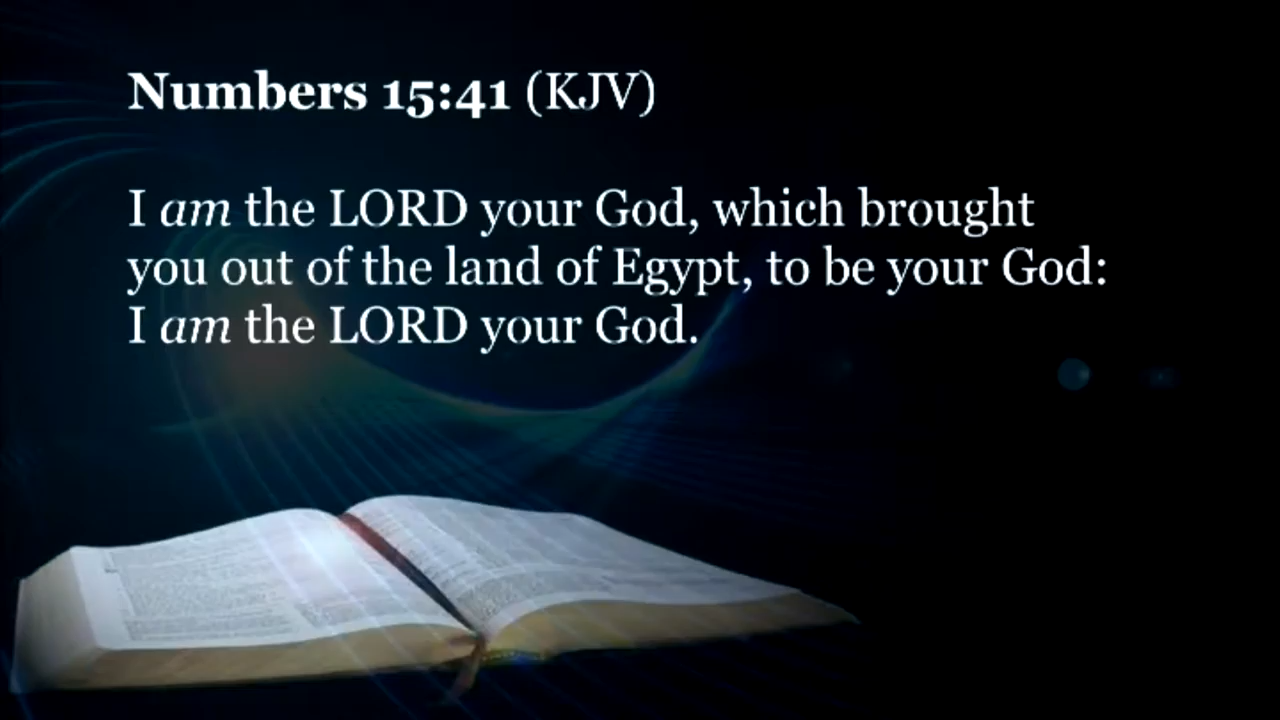 Numbers 15:41 (KJV)
I am the LORD your God, which brought
you out of the land of Egypt, to be your God:
I am the LORD your God.